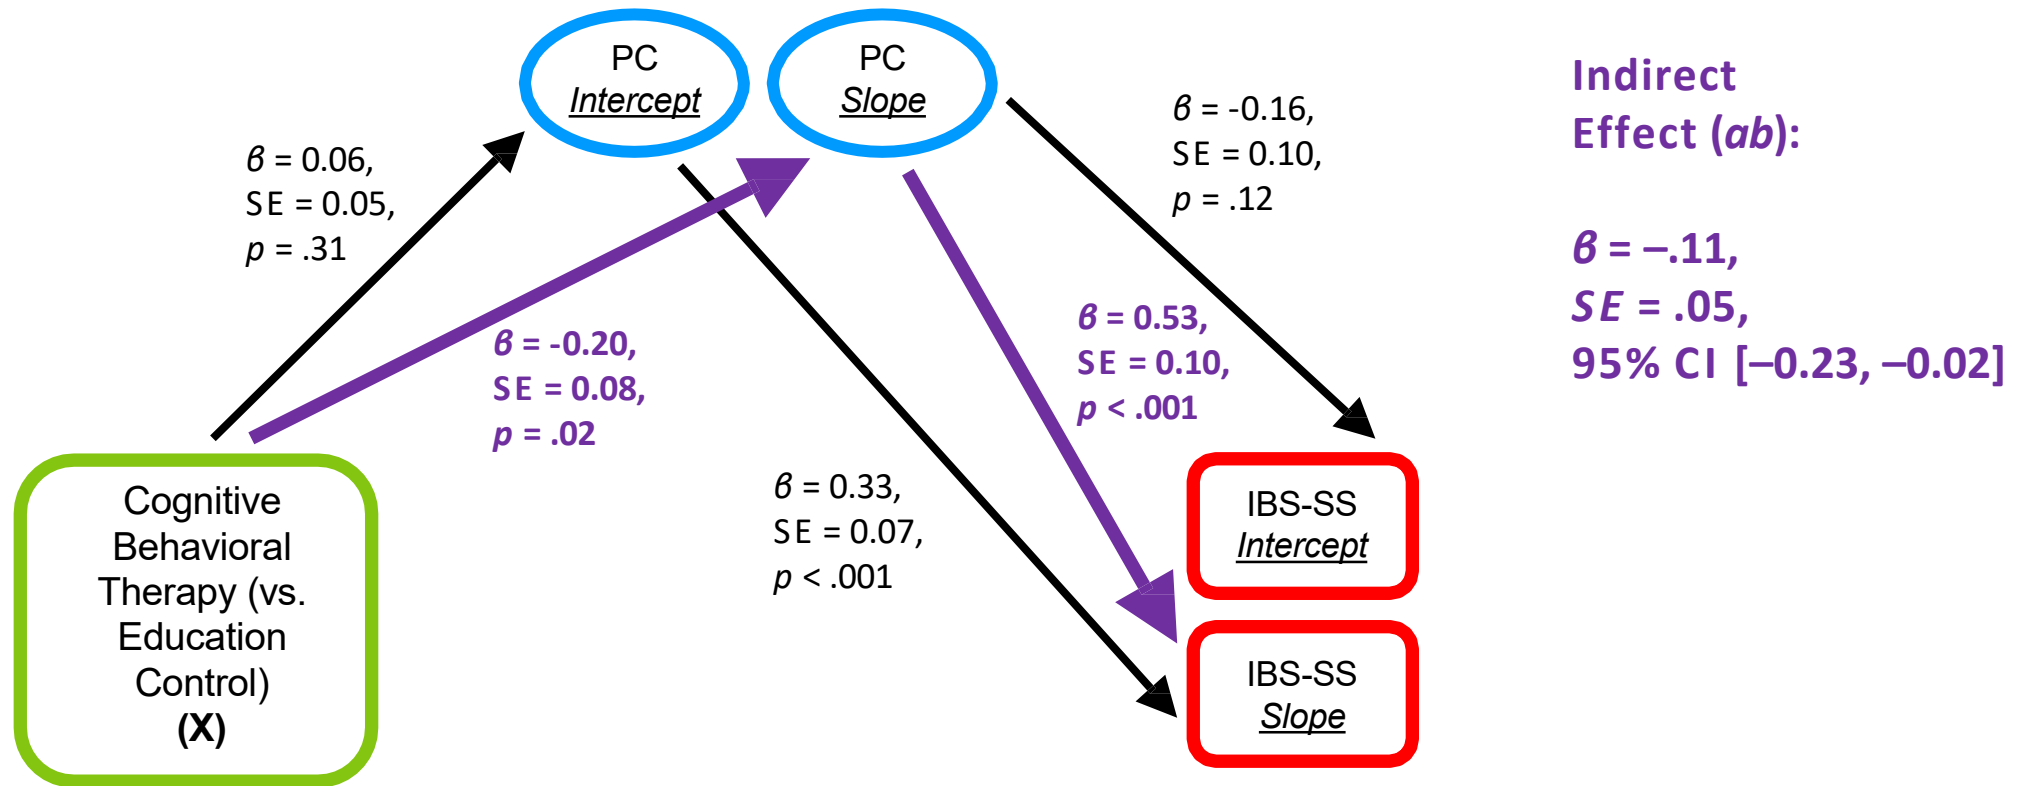 PC
Intercept
PC
Slope
β = 0.06,
SE = 0.05,
p = .31
β = -0.16,
SE = 0.10,
p = .12
Indirect
Effect (ab):
β = –.11,
SE = .05,
95% CI [–0.23, –0.02]
β = -0.20,
SE = 0.08,
p = .02
β = 0.53,
SE = 0.10,
p < .001
β = 0.33,
SE = 0.07,
p < .001
Cognitive
Behavioral
Therapy (vs.
Education
Control)
(X)
IBS-SS
Intercept
IBS-SS
Slope